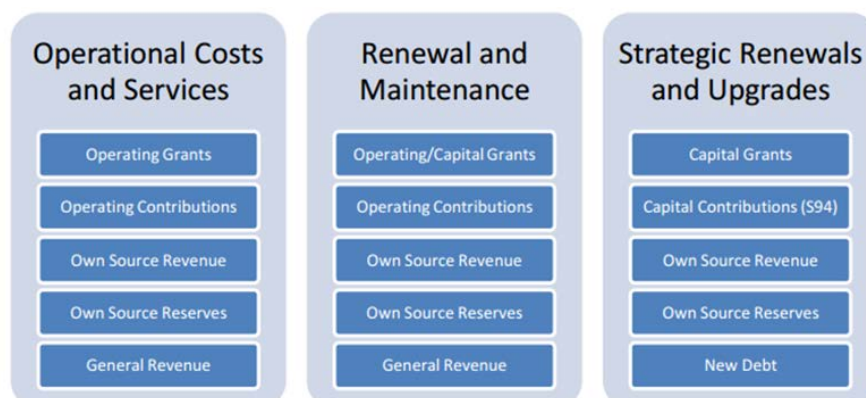 Operational Costs
and Services
Operating Grants
Operating Contributions
Own Source Revenue
Own Source Reserves
General Revenue
Renewal and
Maintenance
Operating/Capital Grants
Operating Contributions
Own Source Revenue
Own Source Reserves
General Revenue
Strategic Renewals
and Upgrades
Capital Grants
Capital Contributions (S94)
Own Source Revenue
Own Source Reserves
New Debt